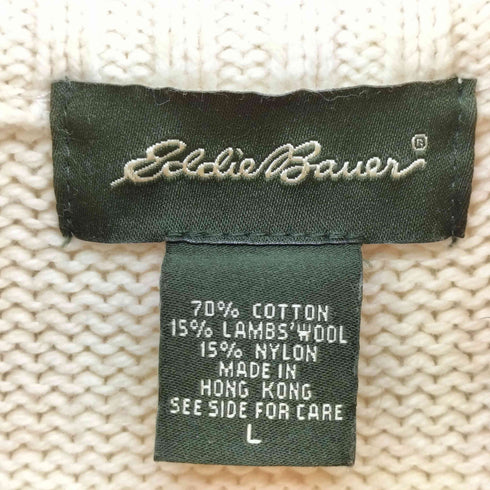 Eddie Bauer®
70% COTTON
15% LAMBS' WOOL
15% NYLON
MADE IN
HONG KONG
SEE SIDE FOR CARE
L